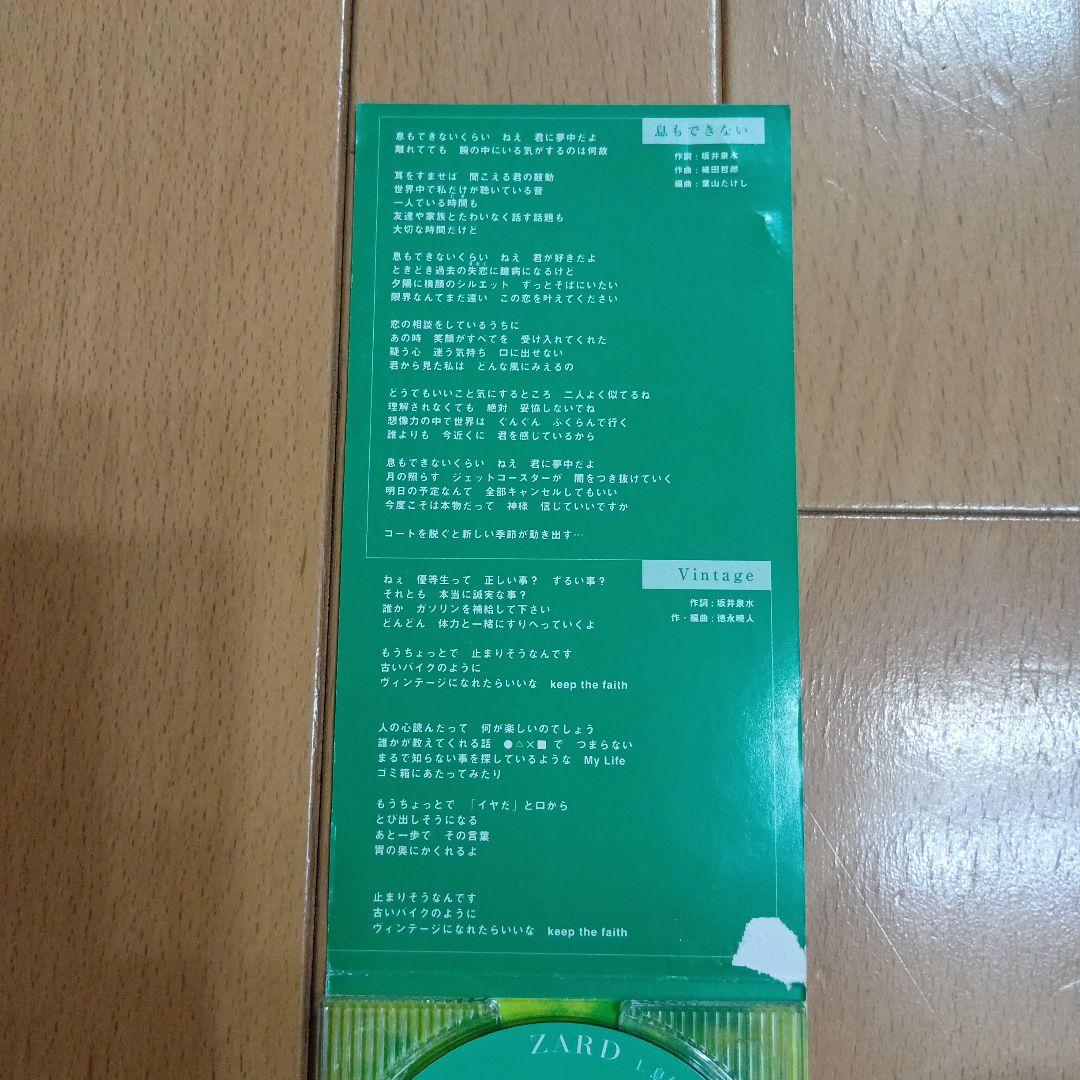 息もできない
作詞：坂井泉水
作曲：織田哲郎
編曲：葉山たけし
息もできないくらい　ねえ　君に夢中だよ
離れてても　腕の中にいる気がするのは何故
耳をすませば　聞こえる君の鼓動
世界中で私だけが聴いている音
一人でいる時間も
友達や家族とたわいなく話す話題も
大切な時間だけど
息もできないくらい　ねえ　君が好きだよ
ときどき過去の失恋に臆病になるけど
夕陽に横顔のシルエット　ずっとそばにいたい
限界なんてまだ遠い　この恋を叶えてください
恋の相談をしているうちに
あの時　笑顔がすべてを　受け入れてくれた
疑う心　迷う気持ち　口に出せない
君から見た私は　どんな風にみえるの
どうでもいいこと気にするところ　二人よく似てるね
理解されなくても　絶対　妥協しないでね
想像力の中で世界は　ぐんぐん　ふくらんで行く
誰よりも　今近くに　君を感じているから
息もできないくらい　ねえ　君に夢中だよ
月の照らす　ジェットコースターが　闇をつき抜けていく
明日の予定なんて　全部キャンセルしてもいい
今度こそは本物だって　神様　信じていいですか
コートを脱ぐと新しい季節が動き出す…
Vintage
作詞：坂井泉水
作・編曲：徳永暁人
ねぇ　優等生って　正しい事？　ずるい事？
それとも　本当に誠実な事？
誰か　ガソリンを補給して下さい
どんどん　体力と一緒にすりへっていくよ
もうちょっとで　止まりそうなんです
古いバイクのように
ヴィンテージになれたらいいな　keep the faith
人の心読んだって　何が楽しいのでしょう
誰かが教えてくれる話　●△×■ で　つまらない
まるで知らない事を探しているような　My Life
ゴミ箱にあたってみたり
もうちょっとで　「イヤだ」と口から
とび出しそうになる
あと一歩で　その言葉
胃の奥にかくれるよ
止まりそうなんです
古いバイクのように
ヴィンテージになれたらいいな　keep the faith
ZARD
1. 息